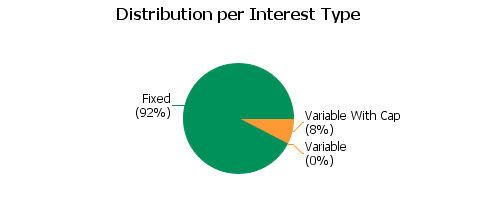 Distribution per Interest Type
Fixed
(92%)
Variable With Cap
(8%)
Variable
(0%)